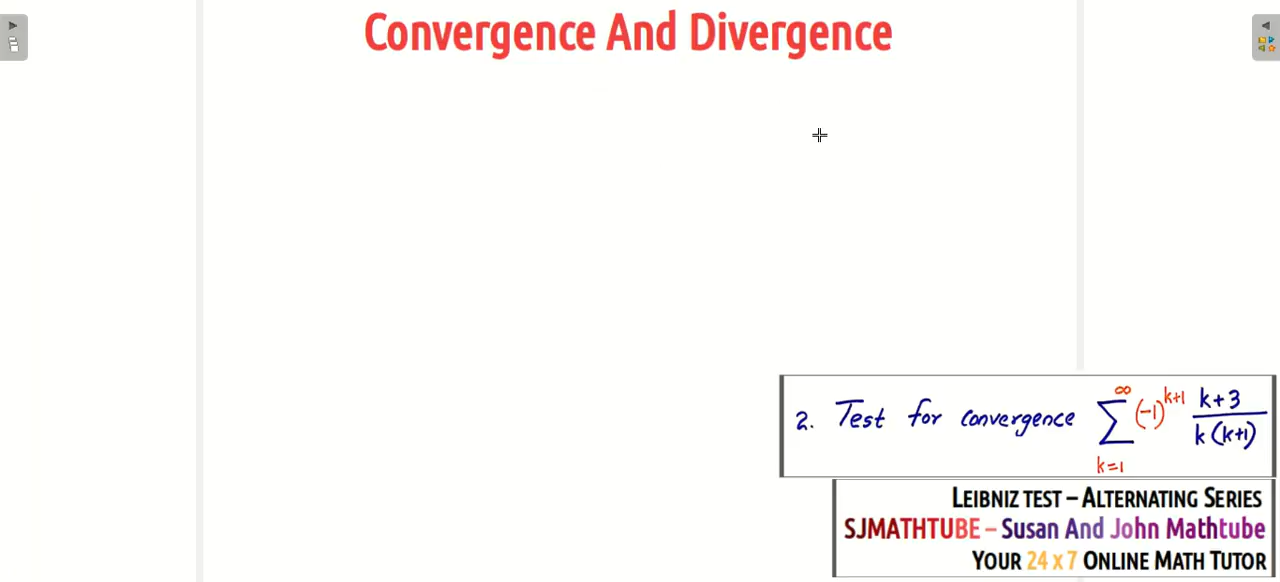 Convergence And Divergence
2. Test for convergence ∑_{k=1}^{∞} (-1)^{k+1} \frac{k+3}{k(k+1)}
LEIBNIZ TEST – ALTERNATING SERIES
SJMATHTUBE – Susan And John Mathtube
YOUR 24 x 7 ONLINE MATH TUTOR